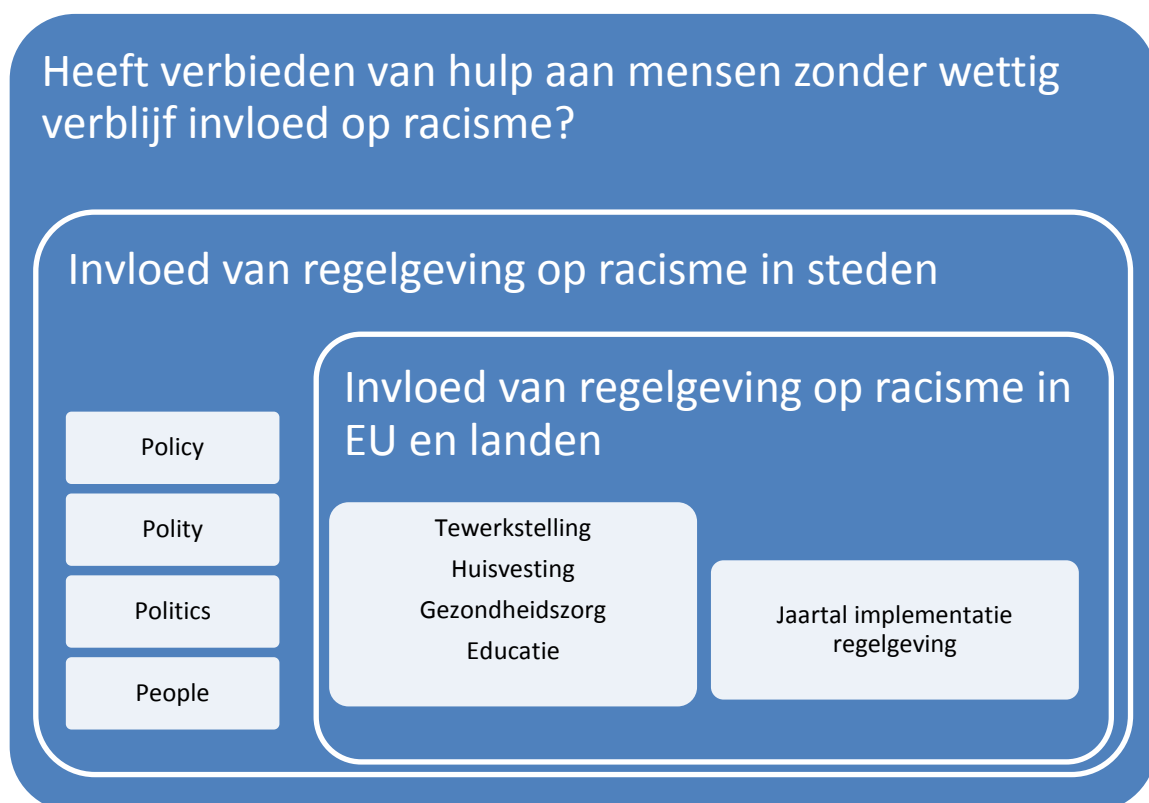 Heeft verbieden van hulp aan mensen zonder wettig
verblijf invloed op racisme?
Invloed van regelgeving op racisme in steden
Policy
Polity
Politics
People
Invloed van regelgeving op racisme in
EU en landen
Tewerkstelling
Huisvesting
Gezondheidszorg
Educatie
Jaartal implementatie
regelgeving